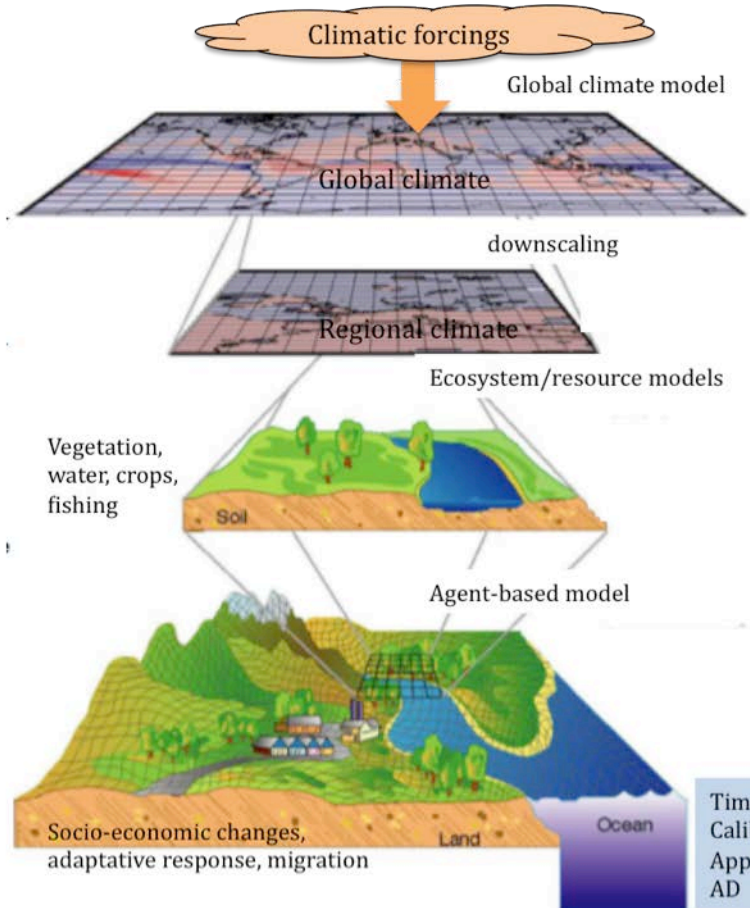 Climatic forcings
Global climate model
Global climate
downscaling
Regional climate
Ecosystem/resource models
Vegetation,
water, crops,
fishing
Soil
Agent-based model
Socio-economic changes,
adaptative response, migration
Land
Ocean
AD